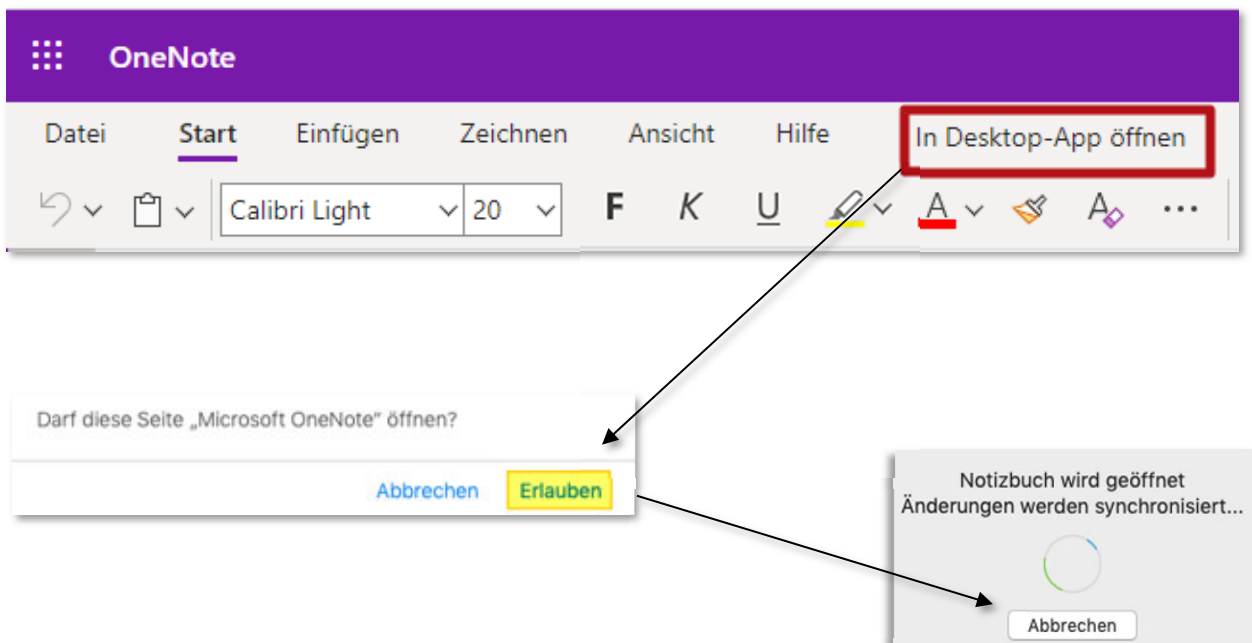 OneNote
Datei Start Einfügen Zeichnen Ansicht Hilfe In Desktop-App öffnen
Calibri Light 20 F K U A A
Darf diese Seite „Microsoft OneNote“ öffnen?
Abbrechen Erlauben
Notizbuch wird geöffnet
Änderungen werden synchronisiert...
Abbrechen